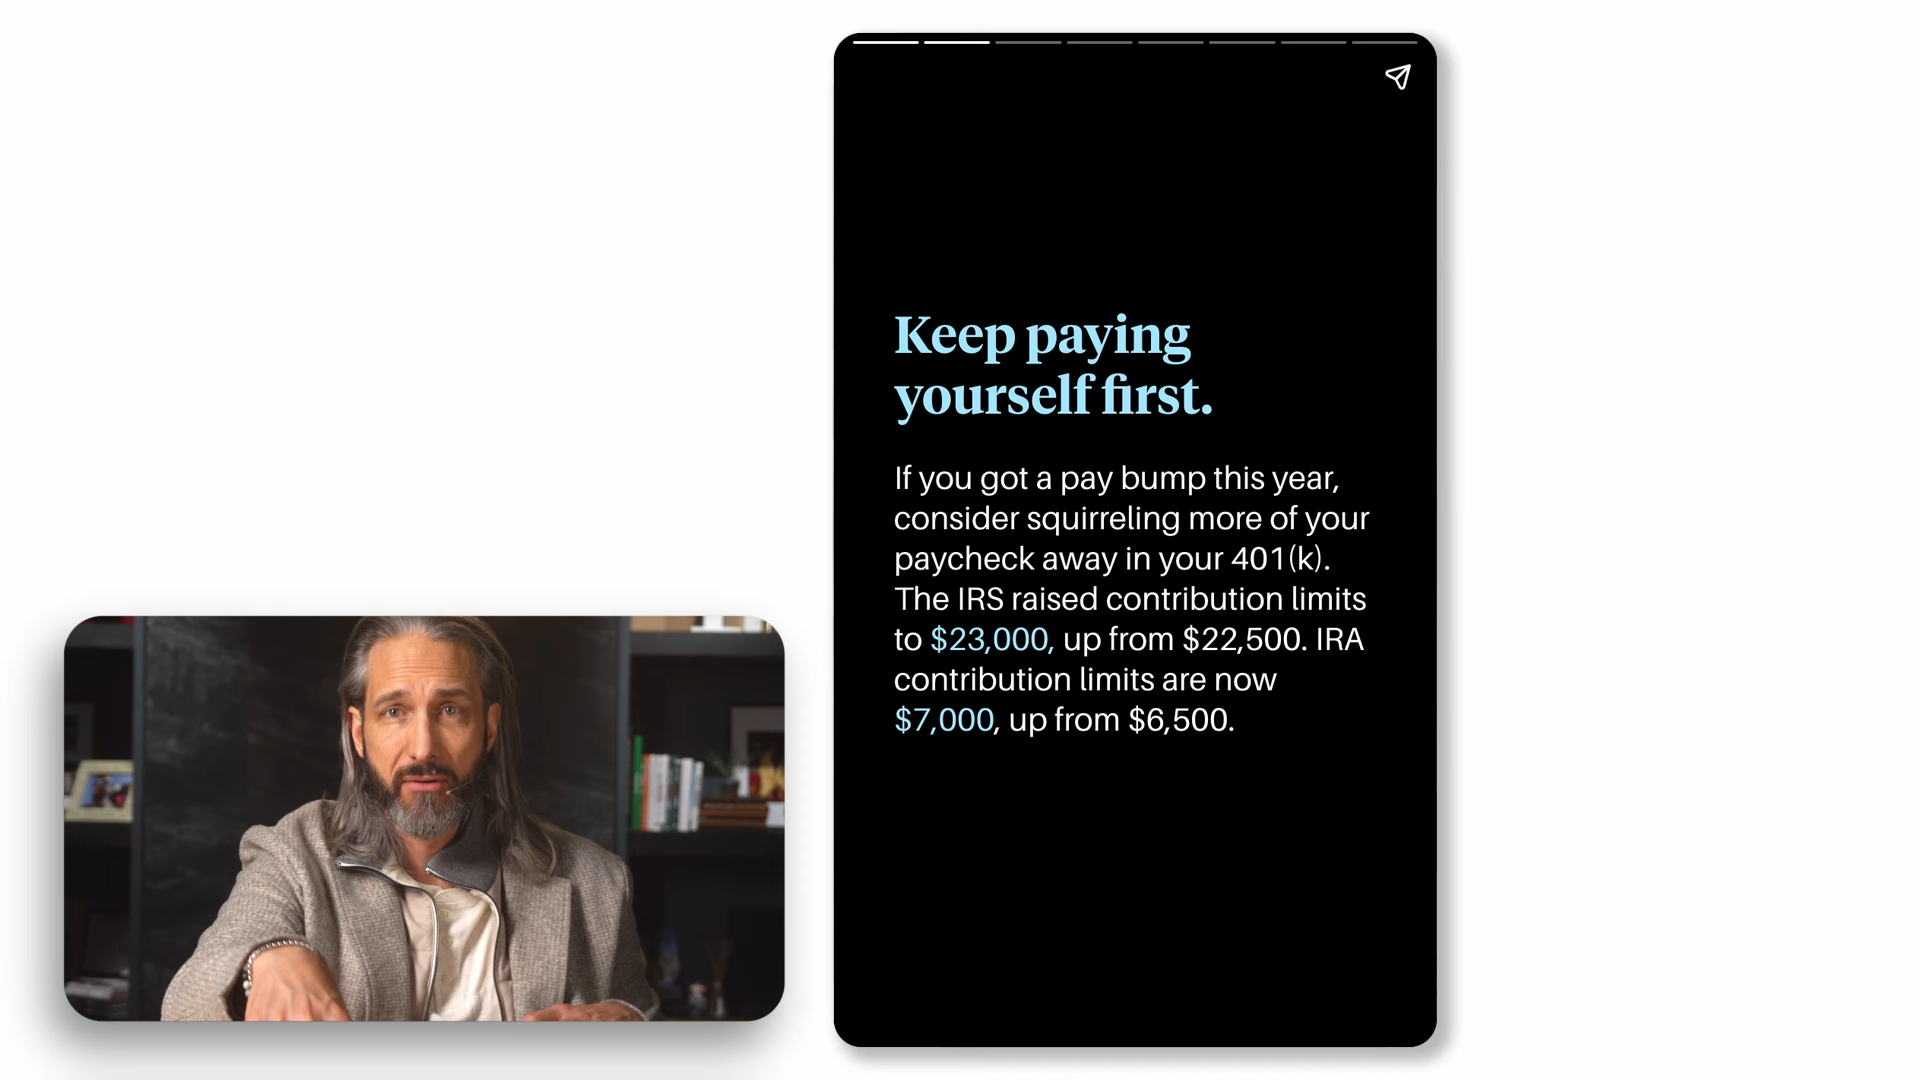 Keep paying
yourself first.
If you got a pay bump this year,
consider squirreling more of your
paycheck away in your 401(k).
The IRS raised contribution limits
to $23,000, up from $22,500. IRA
contribution limits are now
$7,000, up from $6,500.